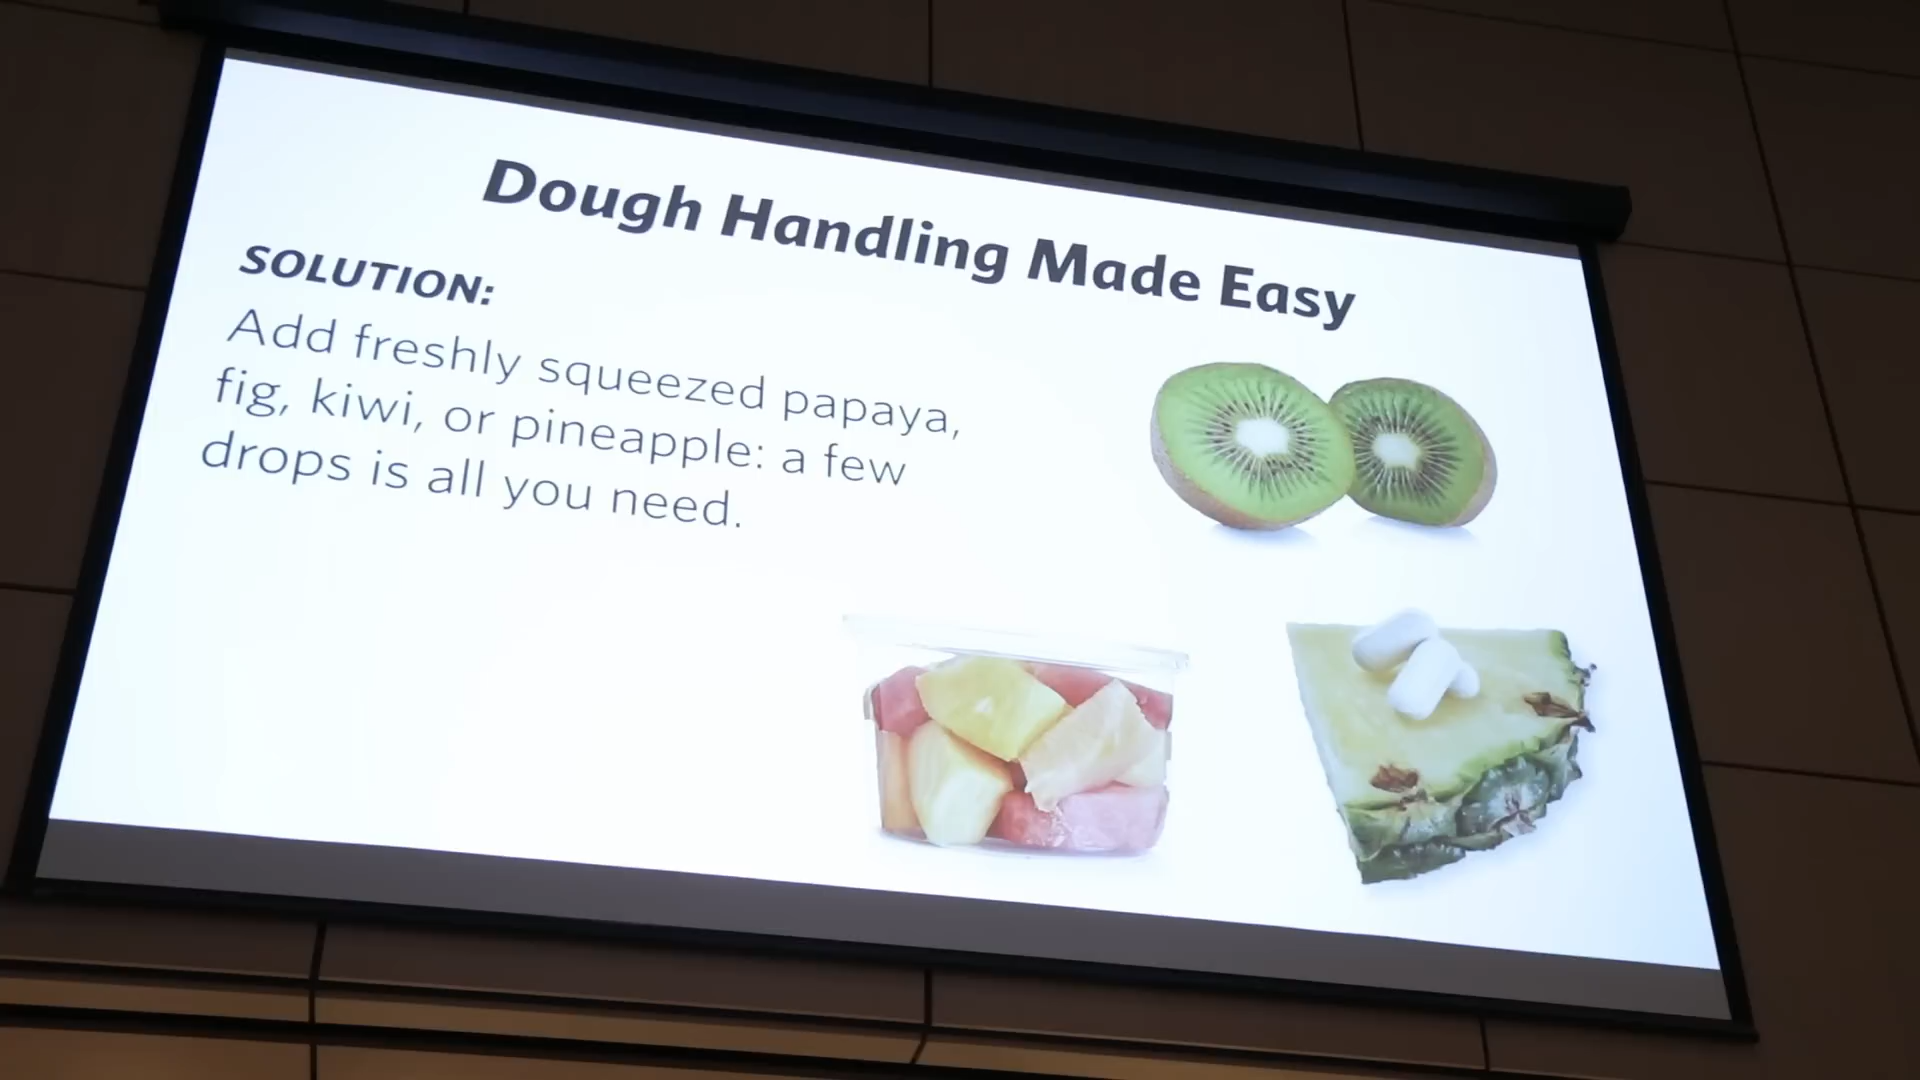 Dough Handling Made Easy
SOLUTION:
Add freshly squeezed papaya,
fig, kiwi, or pineapple: a few
drops is all you need.